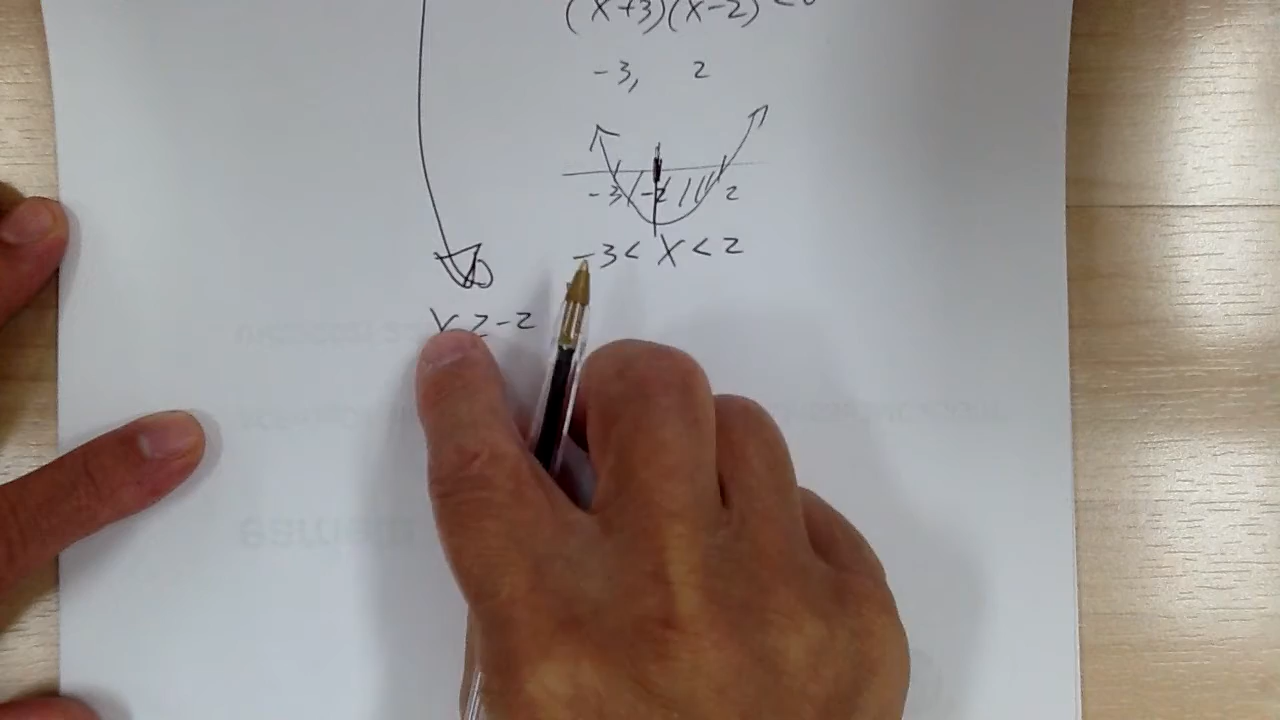 (x+3)(x-2) <0
-3, 2
-3 -2 2
-3 < x < 2
x ≥ -2